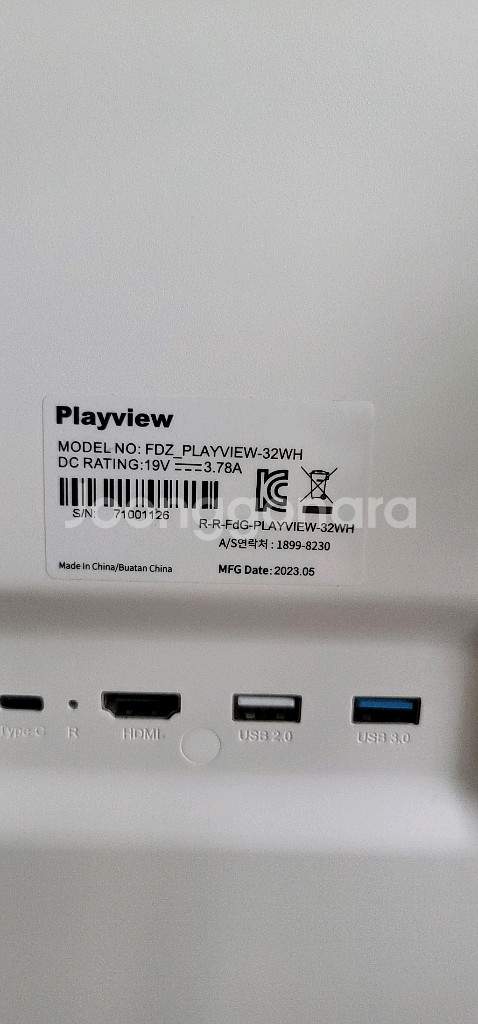 Playview
MODEL NO: FDZ_PLAYVIEW-32WH
DC RATING:19V 3.78A
S/N: 71001126
R-R-FdG-PLAYVIEW-32WH
A/S연락처 : 1899-8230
Made In China/Buatan China
MFG Date: 2023.05
joonggonara
Type-C
R
HDMI
USB 2.0
USB 3.0